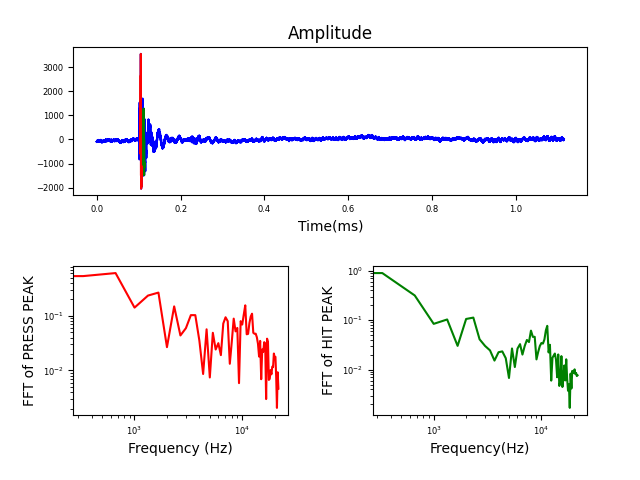 Amplitude
3000
2000
1000
0
−1000
−2000
0.0 0.2 0.4 0.6 0.8 1.0
Time(ms)
FFT of PRESS PEAK
10⁻¹
10⁻²
10³ 10⁴
Frequency (Hz)
FFT of HIT PEAK
10⁰
10⁻¹
10⁻²
10³ 10⁴
Frequency(Hz)